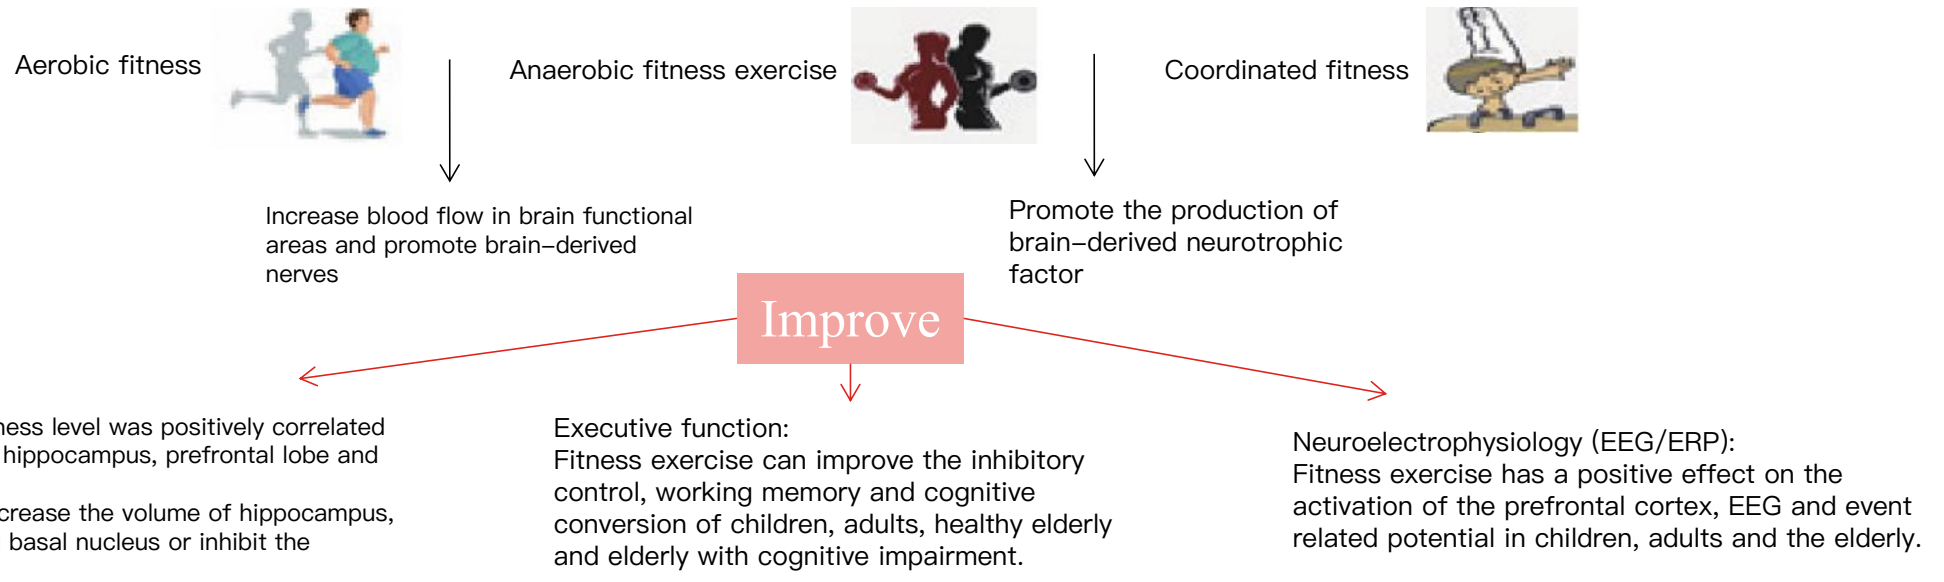 Aerobic fitness
Anaerobic fitness exercise
Coordinated fitness
Increase blood flow in brain functional
areas and promote brain–derived
nerves
Promote the production of
brain–derived neurotrophic
factor
Improve
ness level was positively correlated
hippocampus, prefrontal lobe and
crease the volume of hippocampus,
basal nucleus or inhibit the
Executive function:
Fitness exercise can improve the inhibitory
control, working memory and cognitive
conversion of children, adults, healthy elderly
and elderly with cognitive impairment.
Neuroelectrophysiology (EEG/ERP):
Fitness exercise has a positive effect on the
activation of the prefrontal cortex, EEG and event
related potential in children, adults and the elderly.